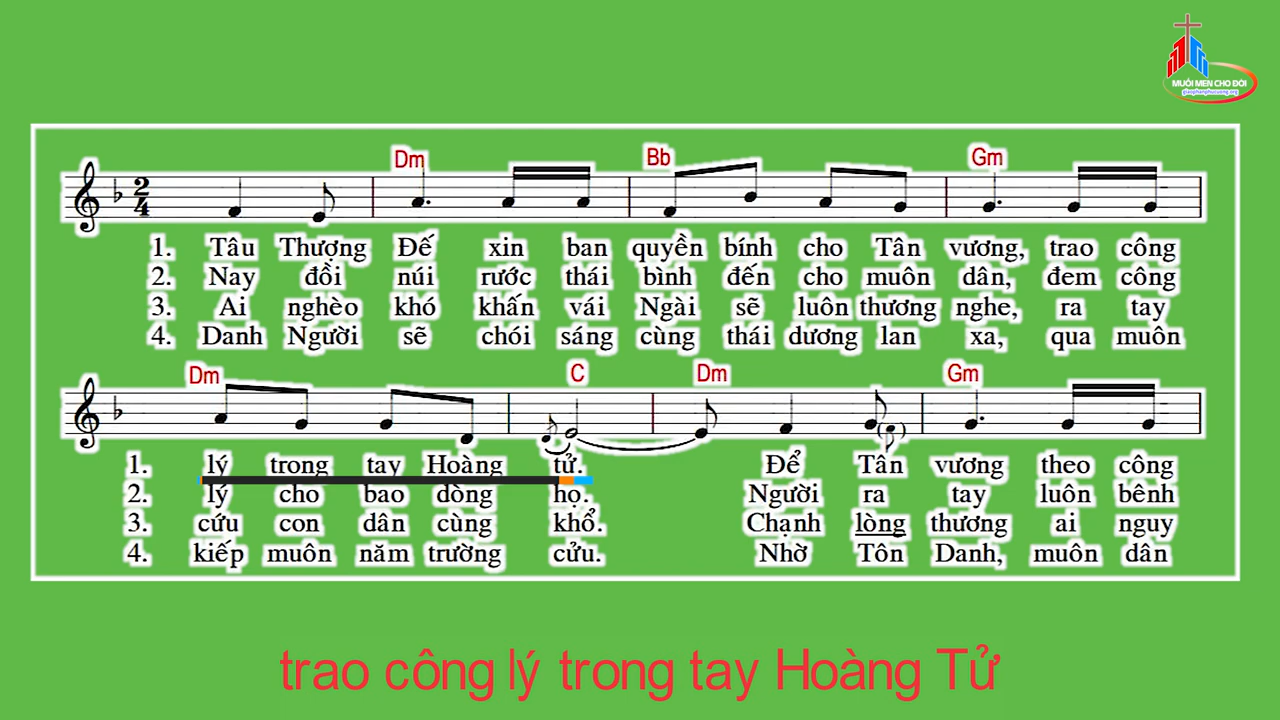 MUỐI MEN CHO ĐỜI
giaophanphucuong.org
Dm Bb Gm
2
4
1. Tâu Thượng Đế xin ban quyền bính cho Tân vương, trao công
2. Nay đồi núi rước thái bình đến cho muôn dân, đem công
3. Ai nghèo khó khấn vái Ngài sẽ luôn thương nghe, ra tay
4. Danh Người sẽ chói sáng cùng thái dương lan xa, qua muôn
Dm C Dm Gm
1. lý trong tay Hoàng tử. Để Tân vương theo công
2. lý cho bao dòng họ. Người ra tay luôn bênh
3. cứu con dân cùng khổ. Chạnh lòng thương ai nguy
4. kiếp muôn năm trường cửu. Nhờ Tôn Danh, muôn dân
trao công lý trong tay Hoàng Tử